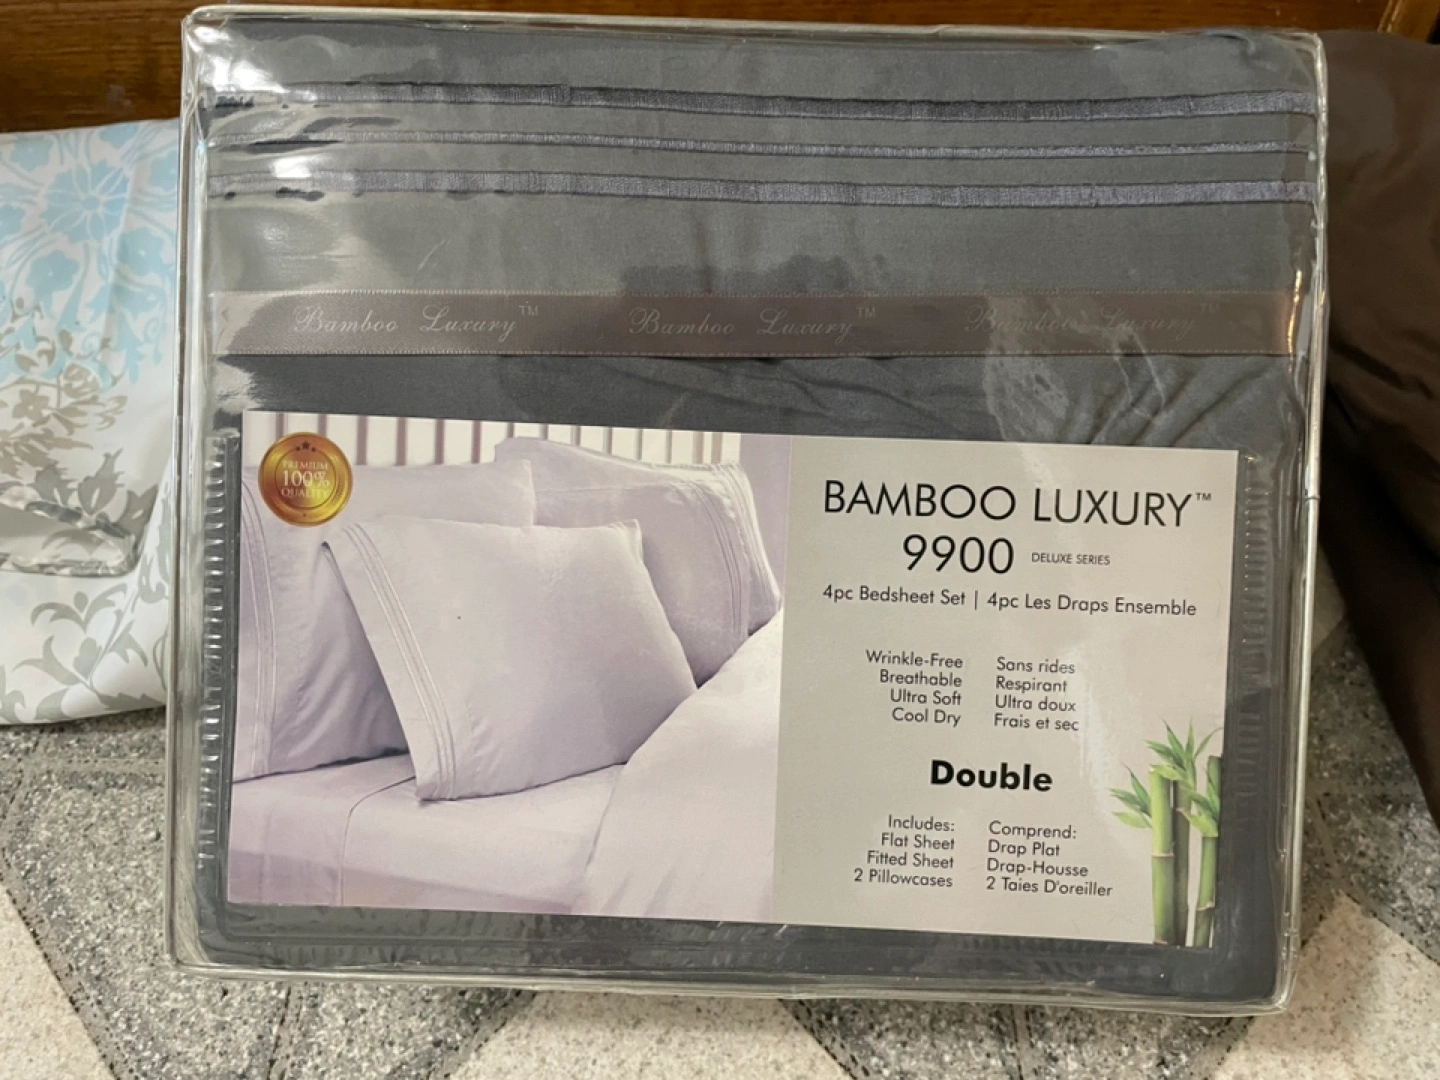 Bamboo Luxury™ Bamboo Luxury™ Bamboo Luxury™
PREMIUM
100%
QUALITY
BAMBOO LUXURY™
9900 DELUXE SERIES
4pc Bedsheet Set | 4pc Les Draps Ensemble
Wrinkle-Free Sans rides
Breathable Respirant
Ultra Soft Ultra doux
Cool Dry Frais et sec
Double
Includes: Comprend:
Flat Sheet Drap Plat
Fitted Sheet Drap-Housse
2 Pillowcases 2 Taies D'oreiller